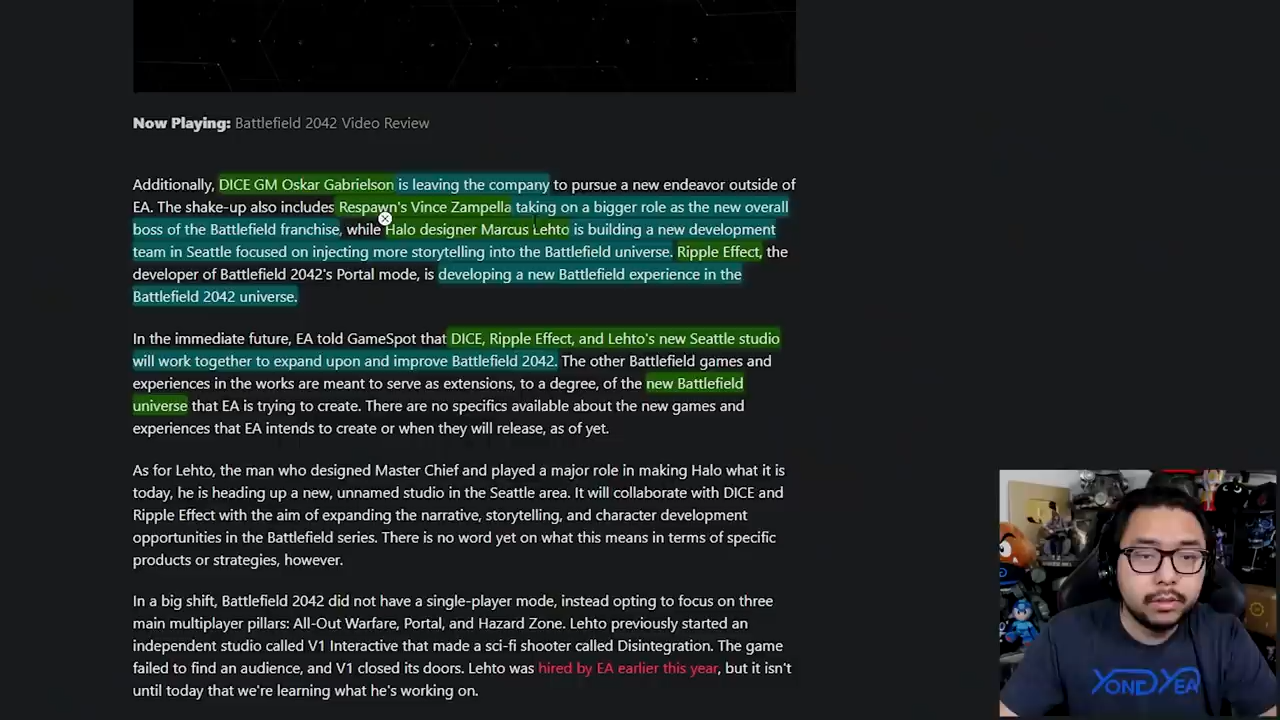 Now Playing: Battlefield 2042 Video Review
Additionally, DICE GM Oskar Gabrielson is leaving the company to pursue a new endeavor outside of
EA. The shake-up also includes Respawn's Vince Zampella taking on a bigger role as the new overall
boss of the Battlefield franchise, while Halo designer Marcus Lehto is building a new development
team in Seattle focused on injecting more storytelling into the Battlefield universe. Ripple Effect, the
developer of Battlefield 2042's Portal mode, is developing a new Battlefield experience in the
Battlefield 2042 universe.
In the immediate future, EA told GameSpot that DICE, Ripple Effect, and Lehto's new Seattle studio
will work together to expand upon and improve Battlefield 2042. The other Battlefield games and
experiences in the works are meant to serve as extensions, to a degree, of the new Battlefield
universe that EA is trying to create. There are no specifics available about the new games and
experiences that EA intends to create or when they will release, as of yet.
As for Lehto, the man who designed Master Chief and played a major role in making Halo what it is
today, he is heading up a new, unnamed studio in the Seattle area. It will collaborate with DICE and
Ripple Effect with the aim of expanding the narrative, storytelling, and character development
opportunities in the Battlefield series. There is no word yet on what this means in terms of specific
products or strategies, however.
In a big shift, Battlefield 2042 did not have a single-player mode, instead opting to focus on three
main multiplayer pillars: All-Out Warfare, Portal, and Hazard Zone. Lehto previously started an
independent studio called V1 Interactive that made a sci-fi shooter called Disintegration. The game
failed to find an audience, and V1 closed its doors. Lehto was hired by EA earlier this year, but it isn't
until today that we're learning what he's working on.
YONGYEA